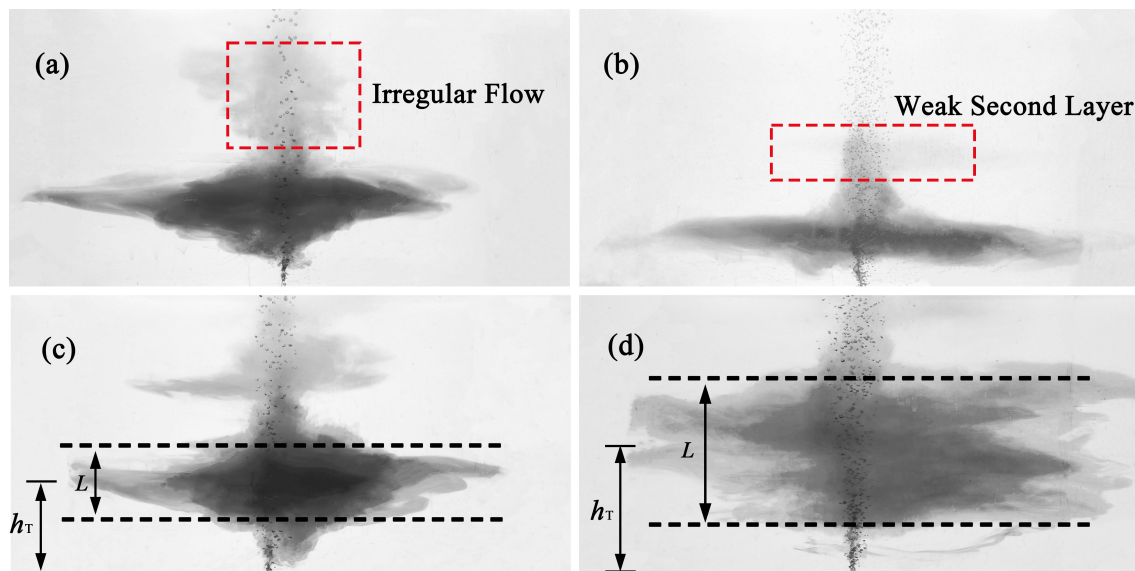 (a)
Irregular Flow
(b)
Weak Second Layer
(c)
L
hT
(d)
L
hT